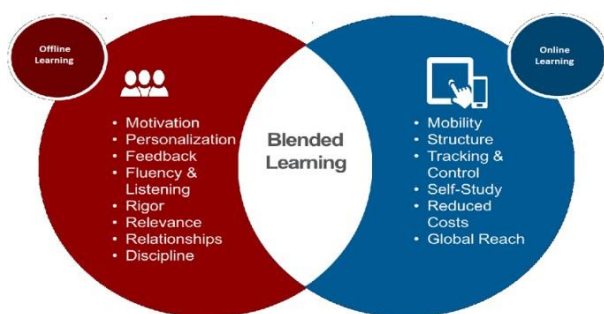 Offline
Learning
Online
Learning
• Motivation
• Personalization
• Feedback
• Fluency &
Listening
• Rigor
• Relevance
• Relationships
• Discipline
Blended
Learning
• Mobility
• Structure
• Tracking &
Control
• Self-Study
• Reduced
Costs
• Global Reach